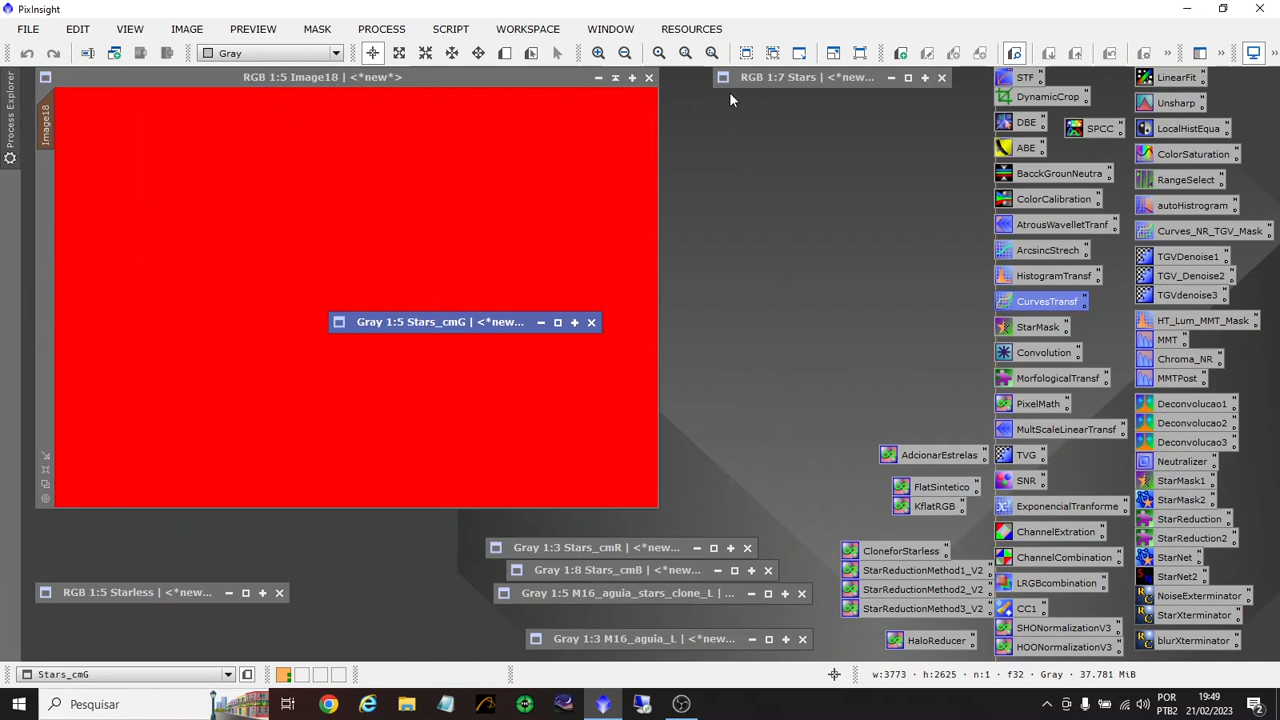 PixInsight
FILE EDIT VIEW IMAGE PREVIEW MASK PROCESS SCRIPT WORKSPACE WINDOW RESOURCES
Gray
RGB 1:5 Image18 | <*new*>
RGB 1:7 Stars | <*new...
Process Explorer
Image18
Gray 1:5 Stars_cmG | <*new...
Gray 1:3 Stars_cmR | <*new...
Gray 1:8 Stars_cmB | <*new...
Gray 1:5 M16_aguia_stars_clone_L | ...
RGB 1:5 Starless | <*new...
Gray 1:3 M16_aguia_L | <*new...
AdcionarEstrelas
FlatSintetico
KflatRGB
CloneforStarless
StarReductionMethod1_V2
StarReductionMethod2_V2
StarReductionMethod3_V2
HaloReducer
STF
DynamicCrop
DBE
SPCC
ABE
BacckGrounNeutra
ColorCalibration
AtrousWavelletTranf
ArcsincStrech
HistogramTransf
CurvesTransf
StarMask
Convolution
MorfologicalTransf
PixelMath
MultScaleLinearTransf
TVG
SNR
ExponencialTranforme
ChannelExtration
ChannelCombination
LRGBcombination
CC1
SHONormalizationV3
HOONormalizationV3
LinearFit
Unsharp
LocalHistEqua
ColorSaturation
RangeSelect
autoHistrogram
Curves_NR_TGV_Mask
TGVDenoise1
TGV_Denoise2
TGVdenoise3
HT_Lum_MMT_Mask
MMT
Chroma_NR
MMTPost
Deconvolucao1
Deconvolucao2
Deconvolucao3
Neutralizer
StarMask1
StarMask2
StarReduction
StarReduction2
StarNet
StarNet2
NoiseExterminator
StarXterminator
blurXterminator
Stars_cmG
w:3773 · h:2625 · n:1 · f32 · Gray · 37.781 MiB
Pesquisar
POR
PTB2
19:49
21/02/2023
2